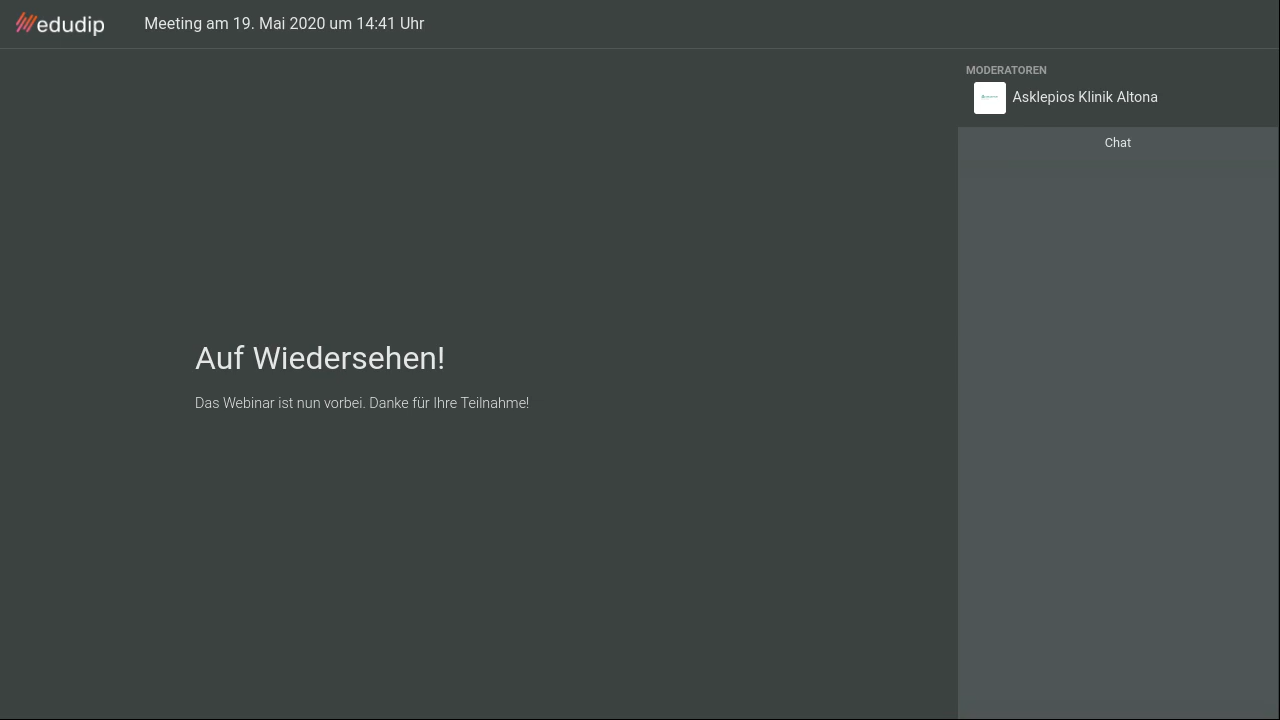 edudip
Meeting am 19. Mai 2020 um 14:41 Uhr
MODERATOREN
Asklepios Klinik Altona
Chat
Auf Wiedersehen!
Das Webinar ist nun vorbei. Danke für Ihre Teilnahme!